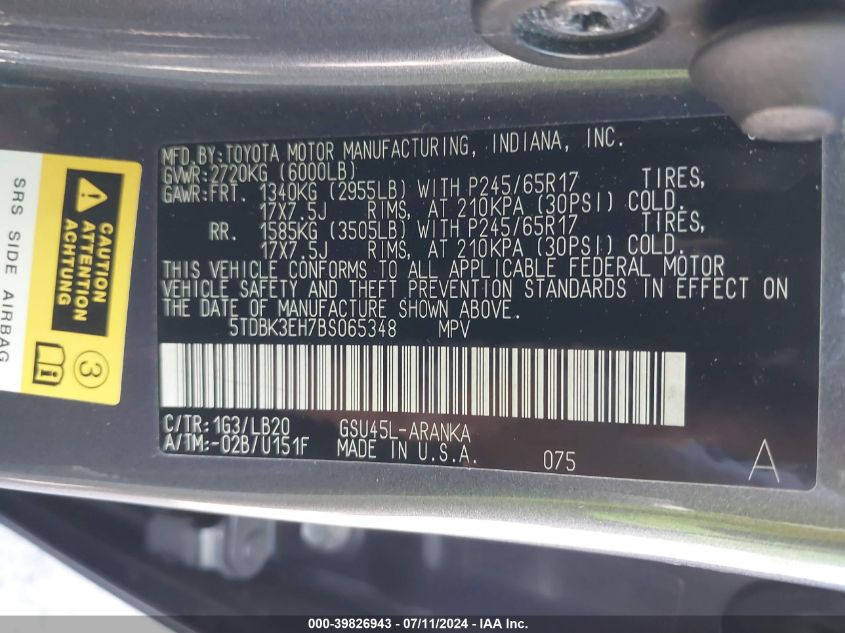 MFD.BY:TOYOTA MOTOR MANUFACTURING, INDIANA, INC.
GVWR:2720KG (6000LB)
GAWR:FRT. 1340KG (2955LB) WITH P245/65R17 TIRES,
17X7.5J RIMS, AT 210KPA (30PSI) COLD.
RR. 1585KG (3505LB) WITH P245/65R17 TIRES,
17X7.5J RIMS, AT 210KPA (30PSI) COLD.
THIS VEHICLE CONFORMS TO ALL APPLICABLE FEDERAL MOTOR
VEHICLE SAFETY AND THEFT PREVENTION STANDARDS IN EFFECT ON
THE DATE OF MANUFACTURE SHOWN ABOVE.
5TDBK3EH7BS065348 MPV
C/TR:1G3/LB20 GSU45L-ARANKA
A/TM:-02B/U151F MADE IN U.S.A. 075 A
CAUTION
ATTENTION
ACHTUNG
3
SRS SIDE AIRBAG
000-39826943 - 07/11/2024 - IAA Inc.